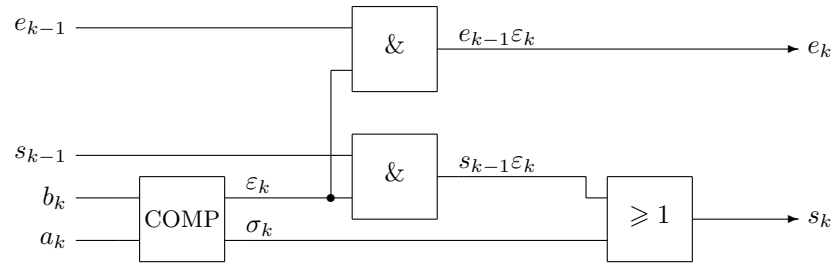 e_{k−1} & e_{k−1}ε_k e_k
s_{k−1} & s_{k−1}ε_k
b_k COMP ε_k ⩾ 1 s_k
a_k σ_k